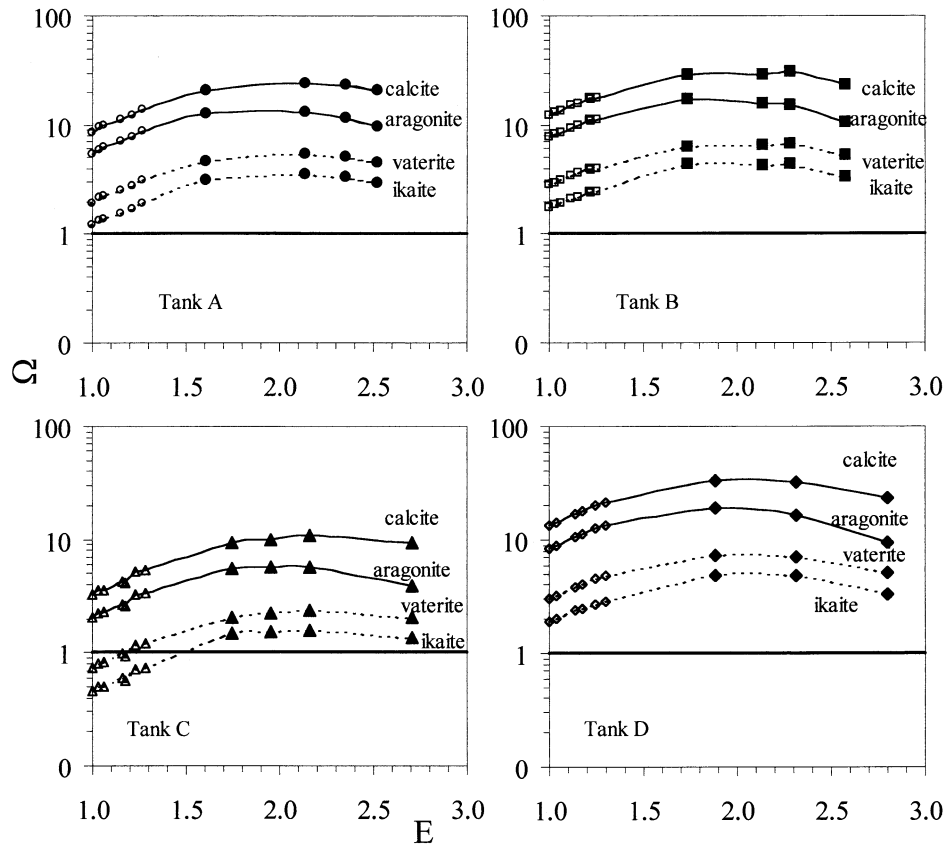 100
10
1
0
1.0 1.5 2.0 2.5 3.0
calcite
aragonite
vaterite
ikaite
Tank A
100
10
1
0
1.0 1.5 2.0 2.5 3.0
calcite
aragonite
vaterite
ikaite
Tank B
Ω
100
10
1
0
1.0 1.5 2.0 2.5 3.0
calcite
aragonite
vaterite
ikaite
Tank C
100
10
1
0
1.0 1.5 2.0 2.5 3.0
calcite
aragonite
vaterite
ikaite
Tank D
E